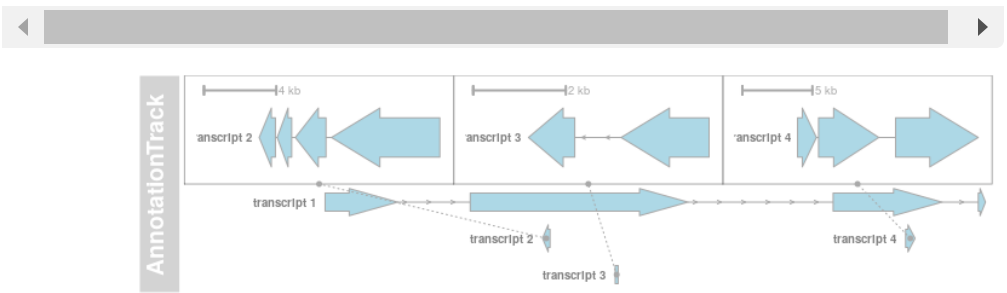 AnnotationTrack
4 kb
2 kb
5 kb
anscript 2
anscript 3
anscript 4
transcript 1
transcript 2
transcript 4
transcript 3